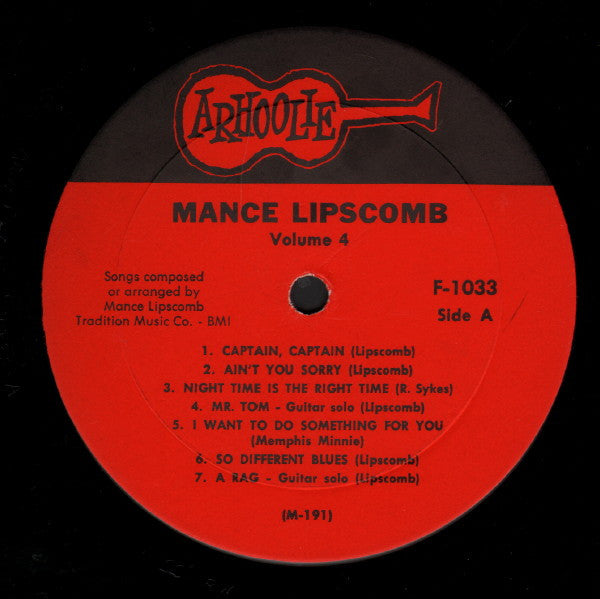 ARHOOLIE
MANCE LIPSCOMB
Volume 4
Songs composed
or arranged by
Mance Lipscomb
Tradition Music Co. - BMI
F-1033
Side A
1. CAPTAIN, CAPTAIN (Lipscomb)
2. AIN'T YOU SORRY (Lipscomb)
3. NIGHT TIME IS THE RIGHT TIME (R. Sykes)
4. MR. TOM - Guitar solo (Lipscomb)
5. I WANT TO DO SOMETHING FOR YOU
(Memphis Minnie)
6. SO DIFFERENT BLUES (Lipscomb)
7. A RAG - Guitar solo (Lipscomb)
(M-191)